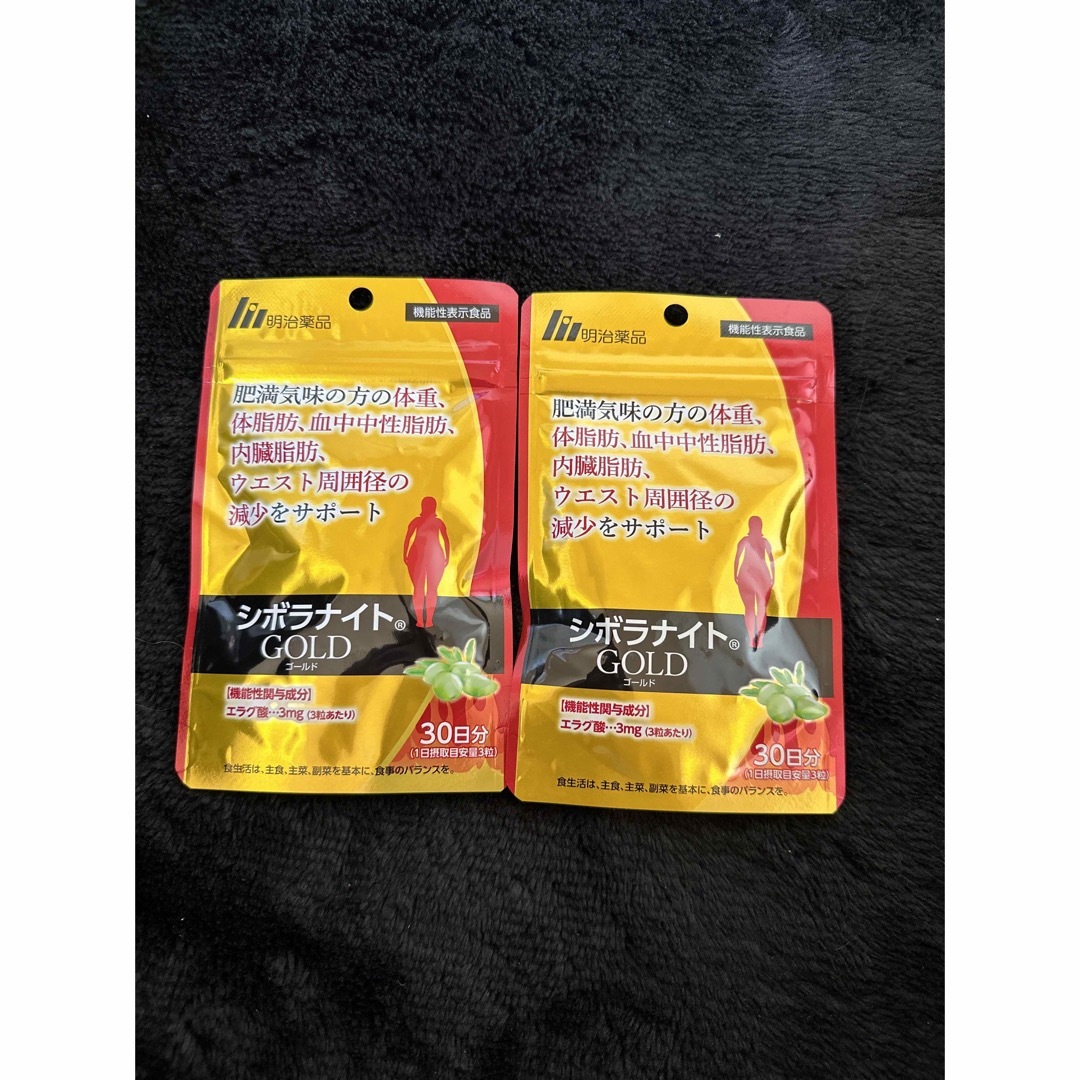 明治薬品
機能性表示食品
肥満気味の方の体重、
体脂肪、血中中性脂肪、
内臓脂肪、
ウエスト周囲径の
減少をサポート
シボラナイト®
GOLD
ゴールド
【機能性関与成分】
エラグ酸…3mg (3粒あたり)
30日分
(1日摂取目安量3粒)
食生活は、主食、主菜、副菜を基本に、食事のバランスを。
明治薬品
機能性表示食品
肥満気味の方の体重、
体脂肪、血中中性脂肪、
内臓脂肪、
ウエスト周囲径の
減少をサポート
シボラナイト®
GOLD
ゴールド
【機能性関与成分】
エラグ酸…3mg (3粒あたり)
30日分
(1日摂取目安量3粒)
食生活は、主食、主菜、副菜を基本に、食事のバランスを。